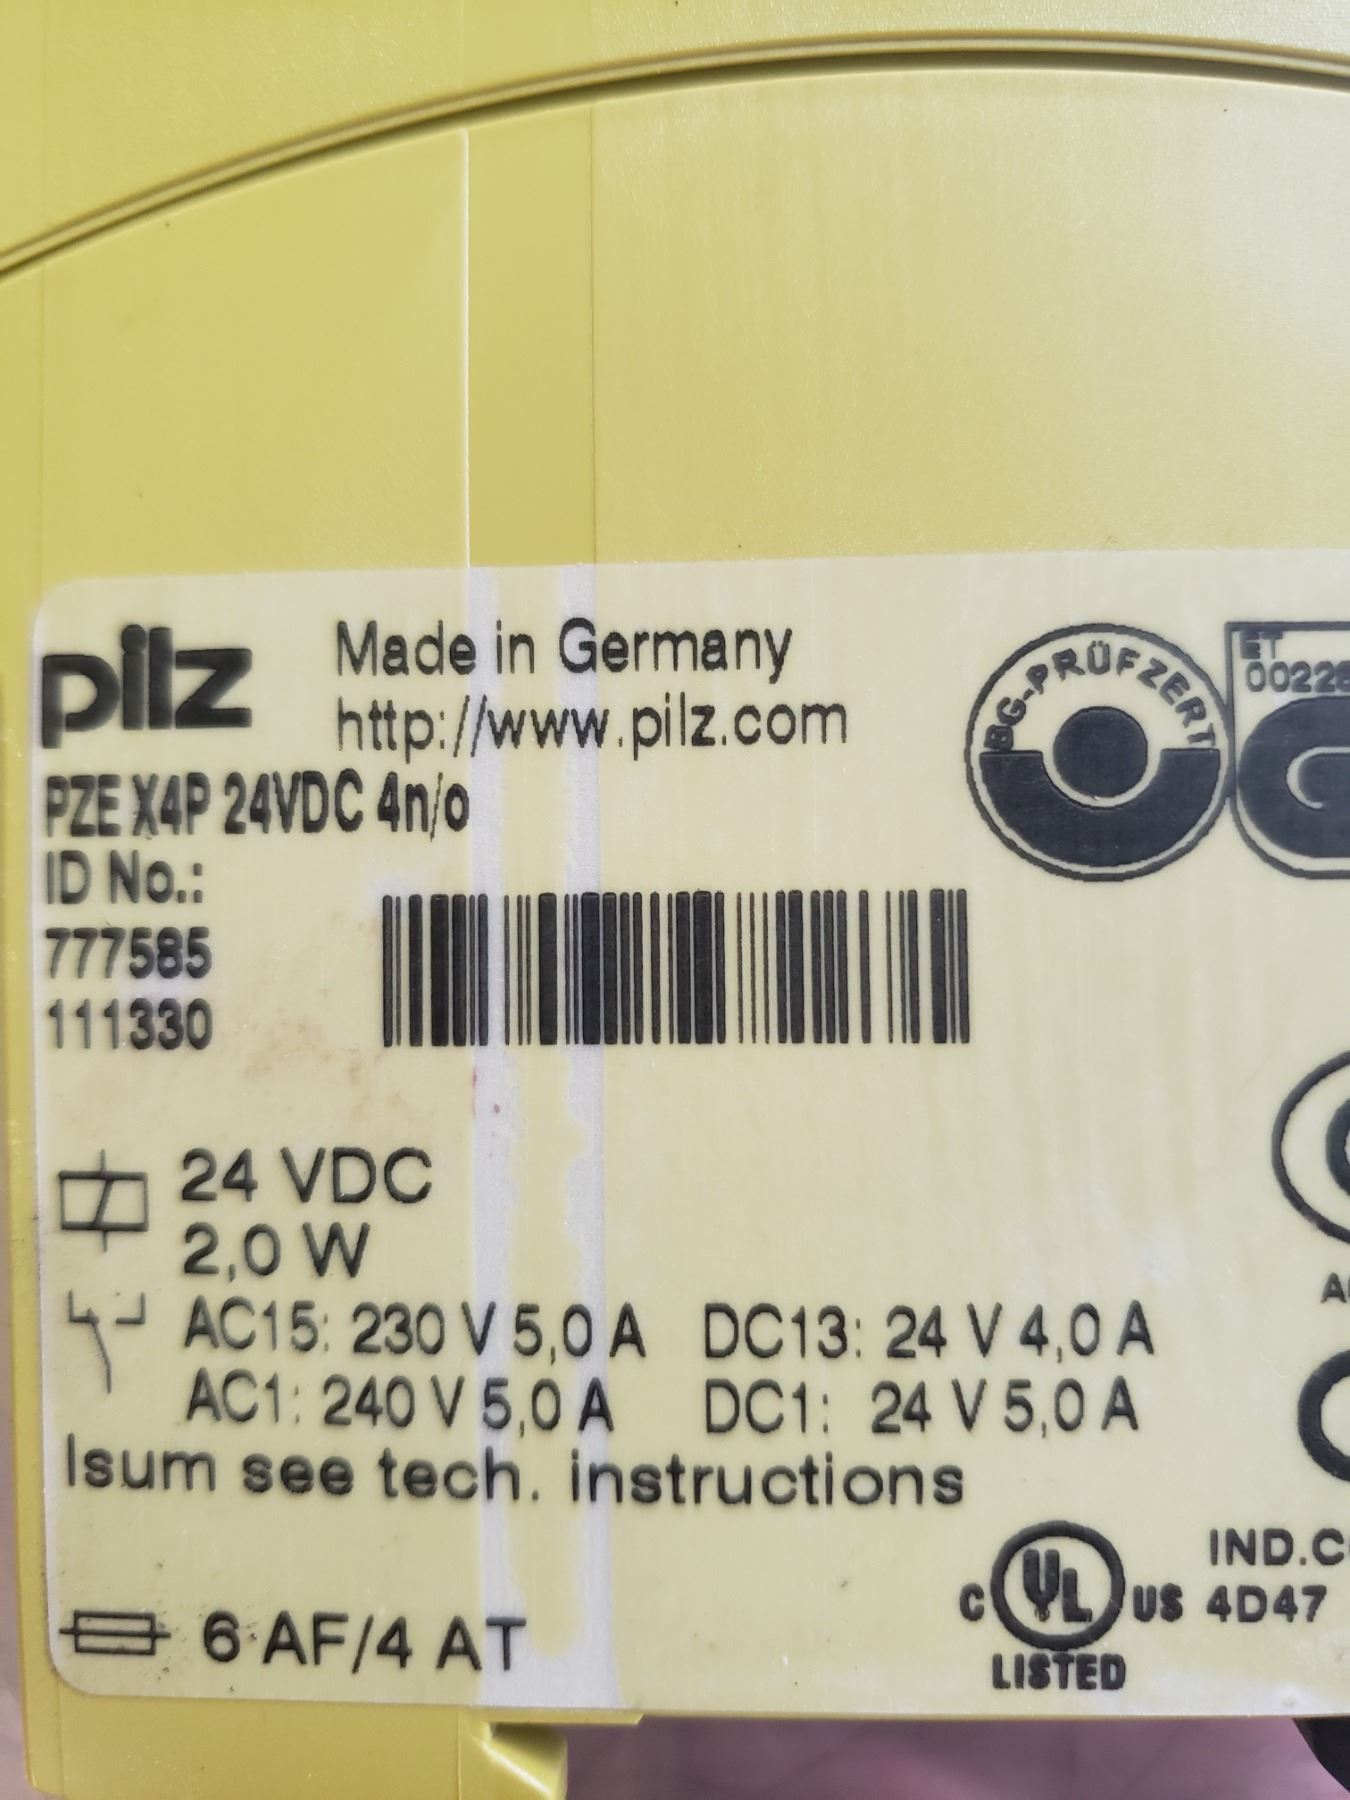 pilz
Made in Germany
http://www.pilz.com
BG-PRÜFZERT
ET
PZE X4P 24VDC 4n/o
ID No.:
777585
111330
24 VDC
2,0 W
AC15: 230 V 5,0 A DC13: 24 V 4,0 A
AC1: 240 V 5,0 A DC1: 24 V 5,0 A
Isum see tech. instructions
6 AF/4 AT
C UL US
LISTED
4D47